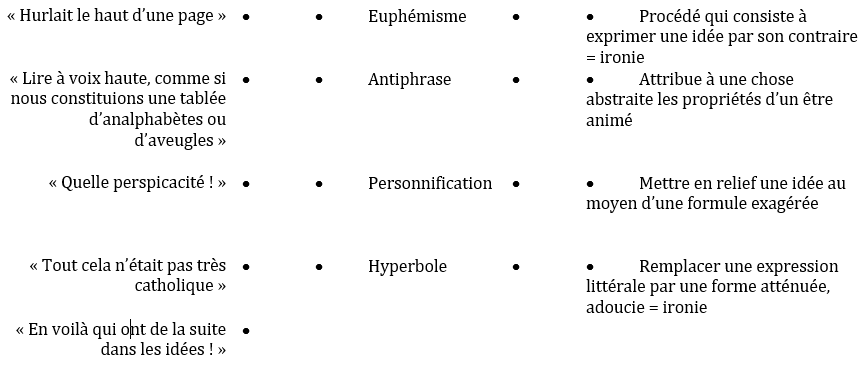 « Hurlait le haut d’une page » • • Euphémisme • • Procédé qui consiste à
exprimer une idée par son contraire
= ironie
« Lire à voix haute, comme si • • Antiphrase • • Attribue à une chose
nous constituions une tablée abstraite les propriétés d’un être
d’analphabètes ou animé
d’aveugles »
« Quelle perspicacité ! » • • Personnification • • Mettre en relief une idée au
moyen d’une formule exagérée
« Tout cela n’était pas très • • Hyperbole • • Remplacer une expression
catholique » littérale par une forme atténuée,
adoucie = ironie
« En voilà qui ont de la suite •
dans les idées ! »